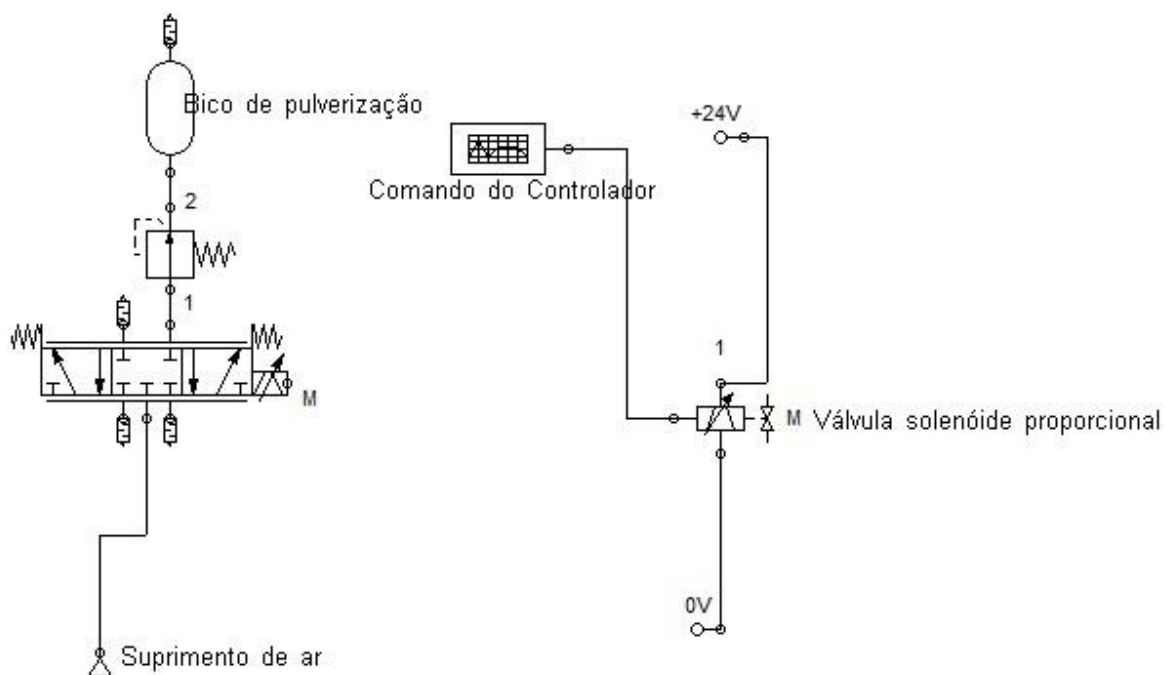 Bico de pulverização
+24V
Comando do Controlador
2
1
1
M
M Válvula solenóide proporcional
0V
Suprimento de ar